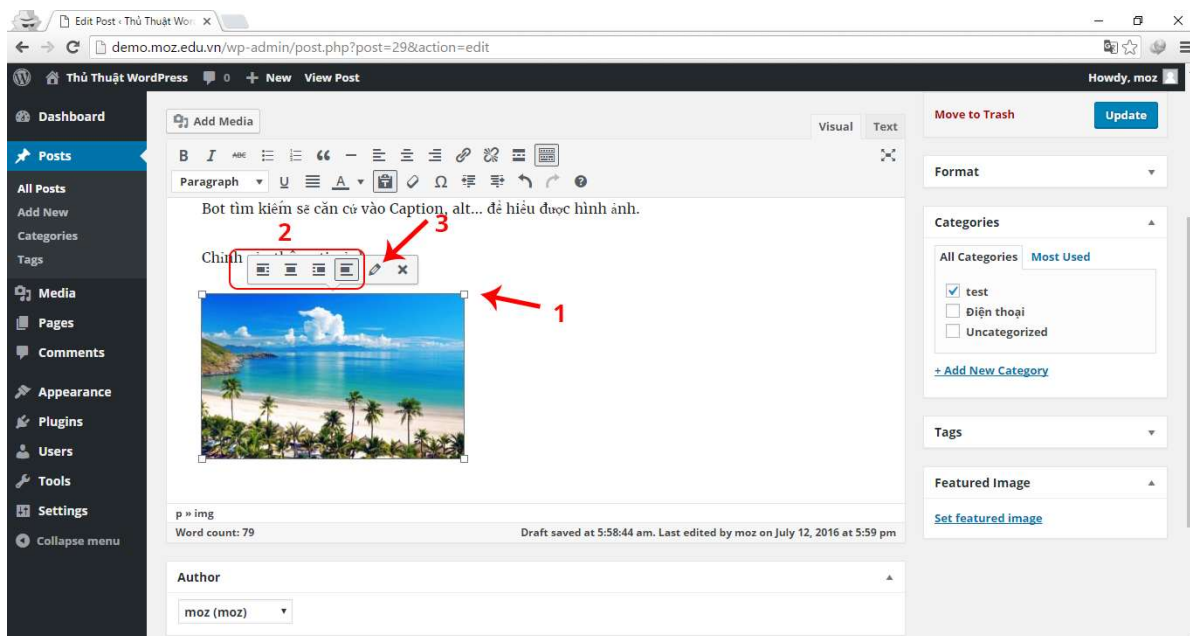 Edit Post ‹ Thủ Thuật Wor
demo.moz.edu.vn/wp-admin/post.php?post=29&action=edit
Thủ Thuật WordPress 0 New View Post Howdy, moz
Dashboard
Posts
All Posts
Add New
Categories
Tags
Media
Pages
Comments
Appearance
Plugins
Users
Tools
Settings
Collapse menu
Add Media
Visual Text
B I ABC
Paragraph U A Ω
Bot tìm kiếm sẽ căn cứ vào Caption, alt... để hiểu được hình ảnh.
2
3
Chỉnh
1
p » img
Word count: 79
Draft saved at 5:58:44 am. Last edited by moz on July 12, 2016 at 5:59 pm
Author
moz (moz)
Move to Trash Update
Format
Categories
All Categories Most Used
test
Điện thoại
Uncategorized
+ Add New Category
Tags
Featured Image
Set featured image